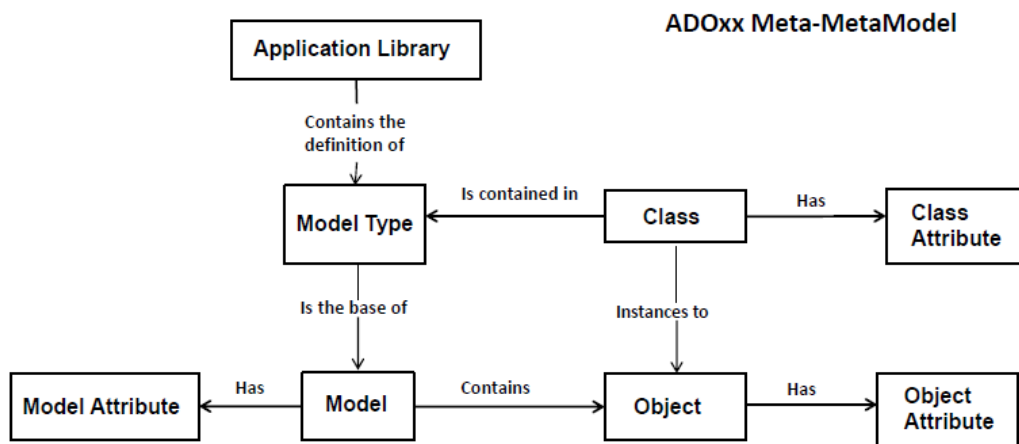 ADOxx Meta-MetaModel
Application Library
Contains the
definition of
Model Type
Is contained in
Class
Has
Class
Attribute
Is the base of
Instances to
Model Attribute
Has
Model
Contains
Object
Has
Object
Attribute